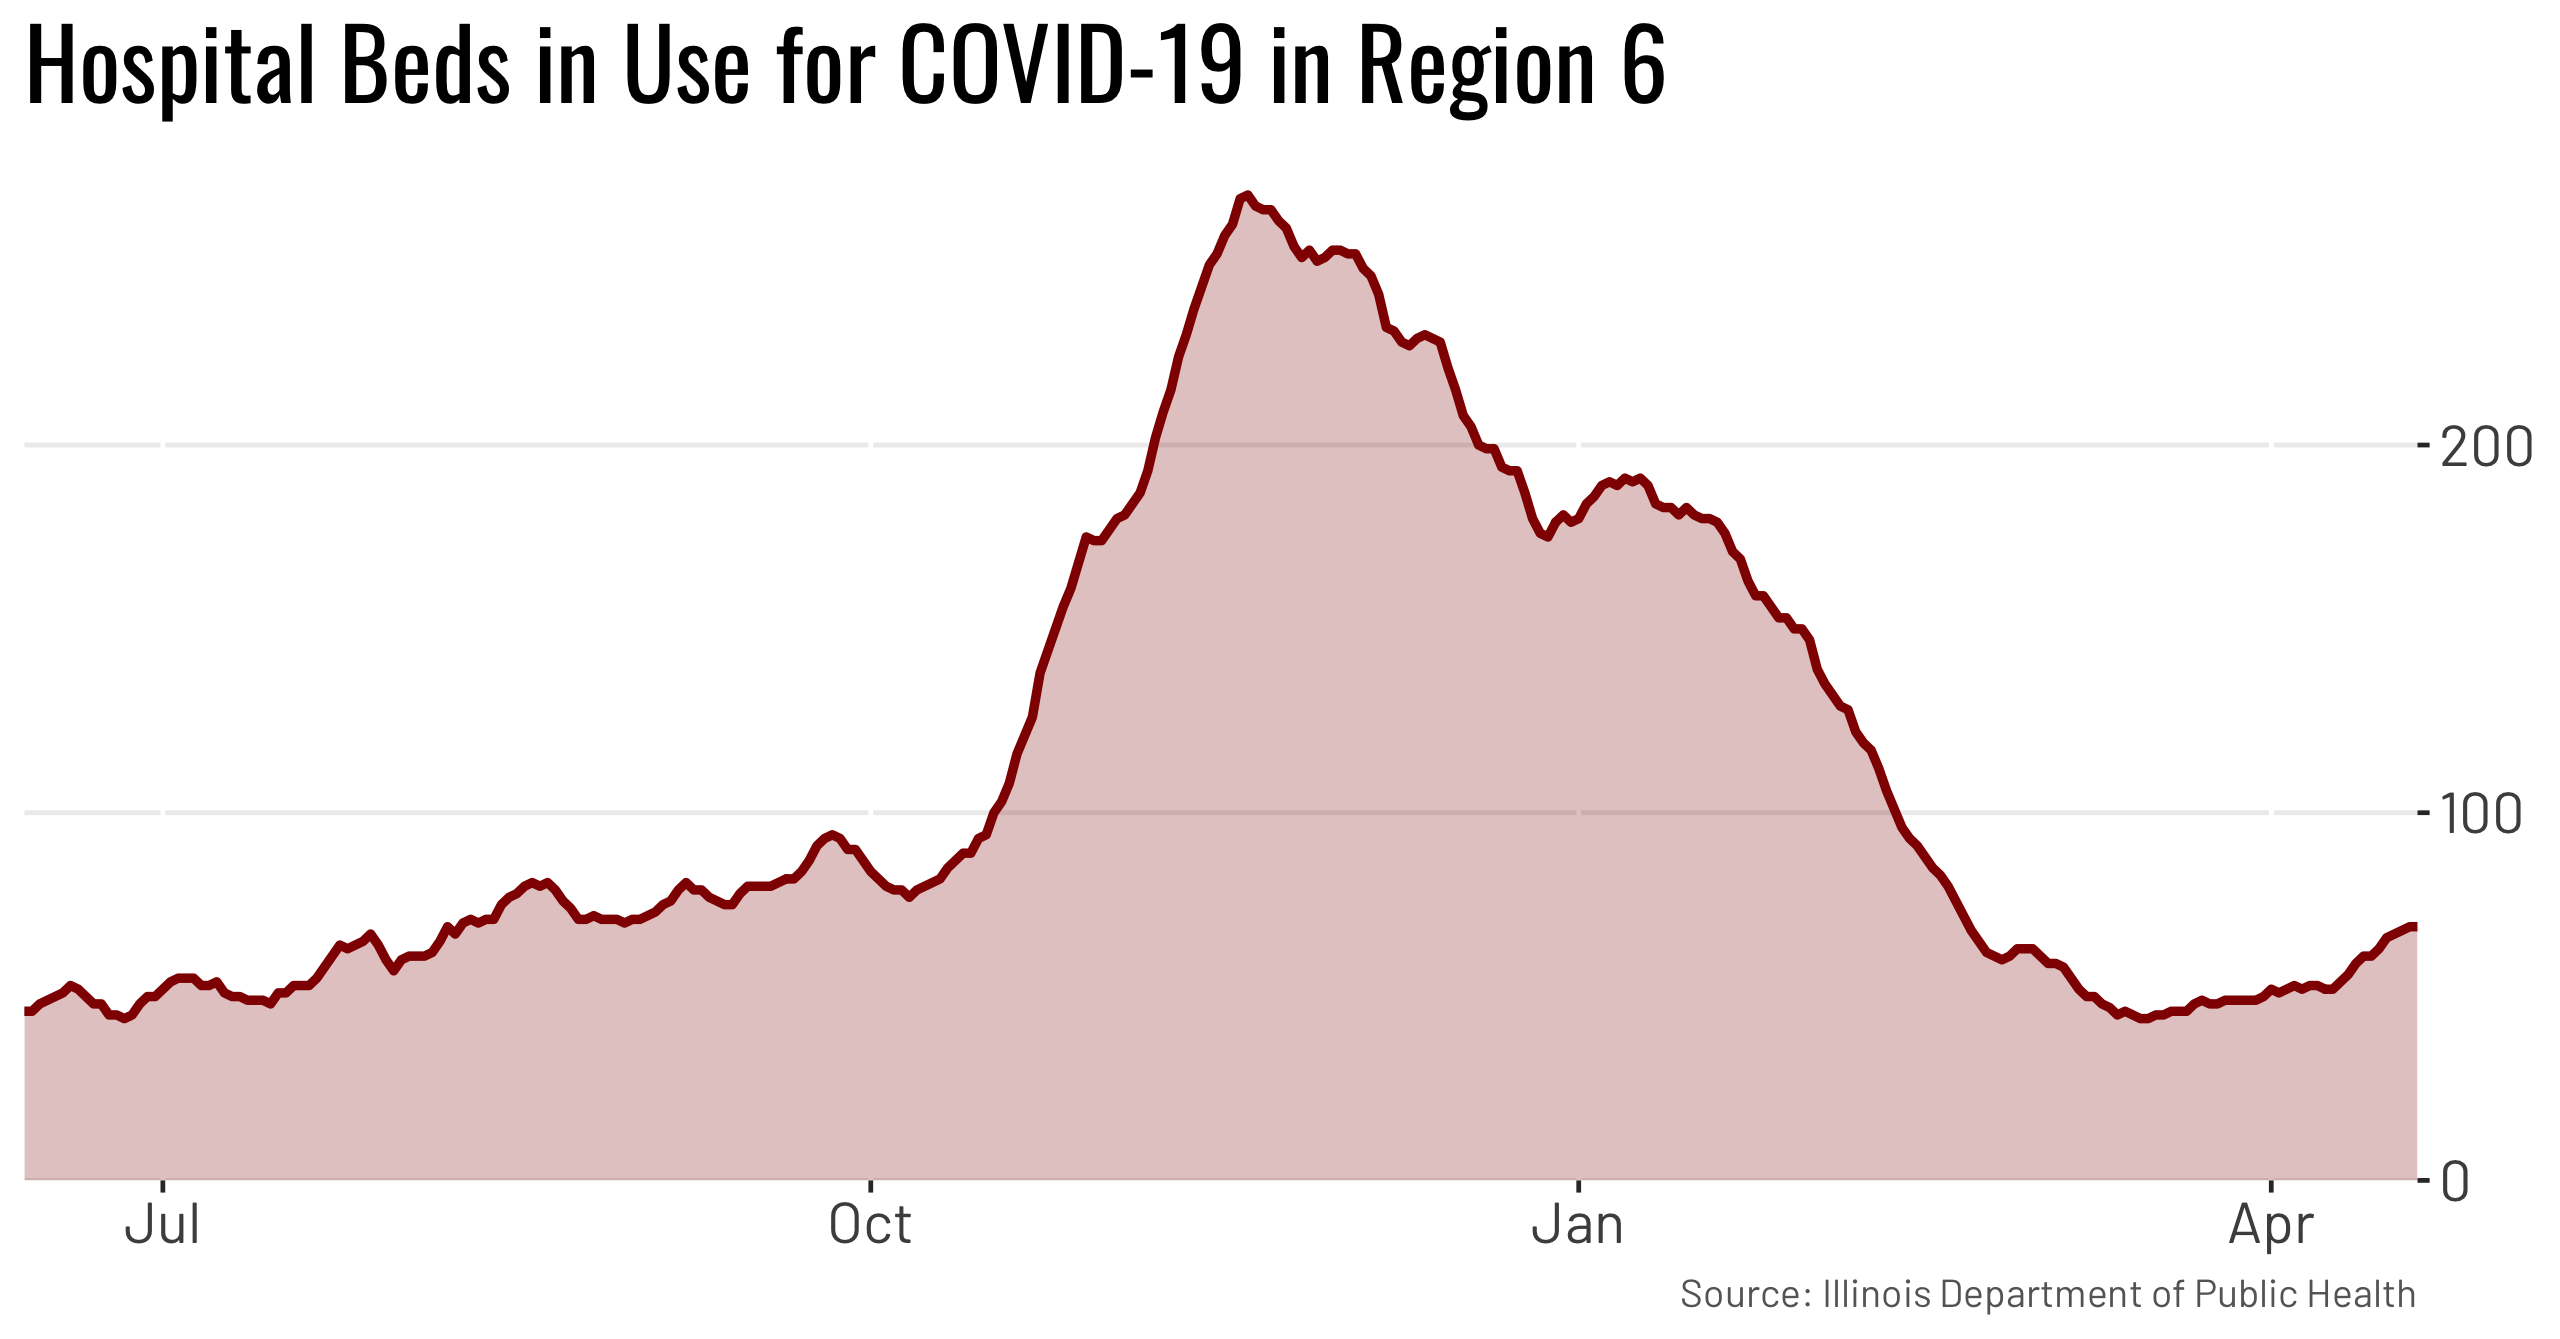 Hospital Beds in Use for COVID-19 in Region 6
200
100
0
Jul Oct Jan Apr
Source: Illinois Department of Public Health